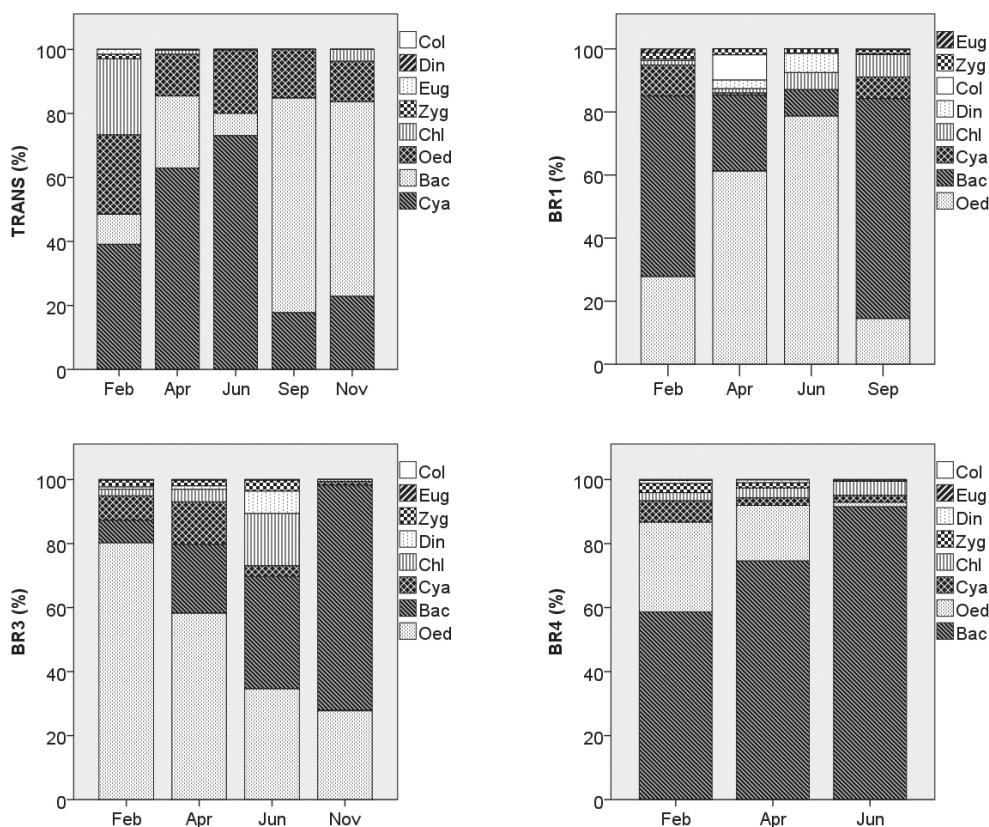 TRANS (%)
100
80
60
40
20
0
Feb Apr Jun Sep Nov
Col
Din
Eug
Zyg
Chl
Oed
Bac
Cya
BR1 (%)
100
80
60
40
20
0
Feb Apr Jun Sep
Eug
Zyg
Col
Din
Chl
Cya
Bac
Oed
BR3 (%)
100
80
60
40
20
0
Feb Apr Jun Nov
Col
Eug
Zyg
Din
Chl
Cya
Bac
Oed
BR4 (%)
100
80
60
40
20
0
Feb Apr Jun
Col
Eug
Din
Zyg
Chl
Cya
Oed
Bac